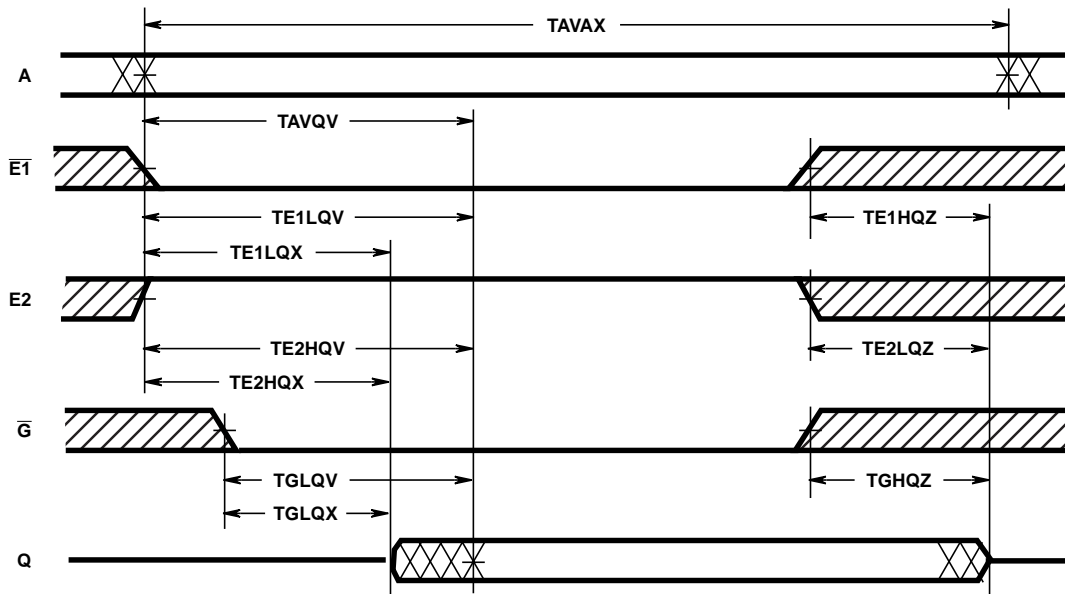 TAVAX
A
TAVQV
E1
TE1LQV
TE1HQZ
TE1LQX
E2
TE2HQV
TE2LQZ
TE2HQX
G
TGLQV
TGHQZ
TGLQX
Q